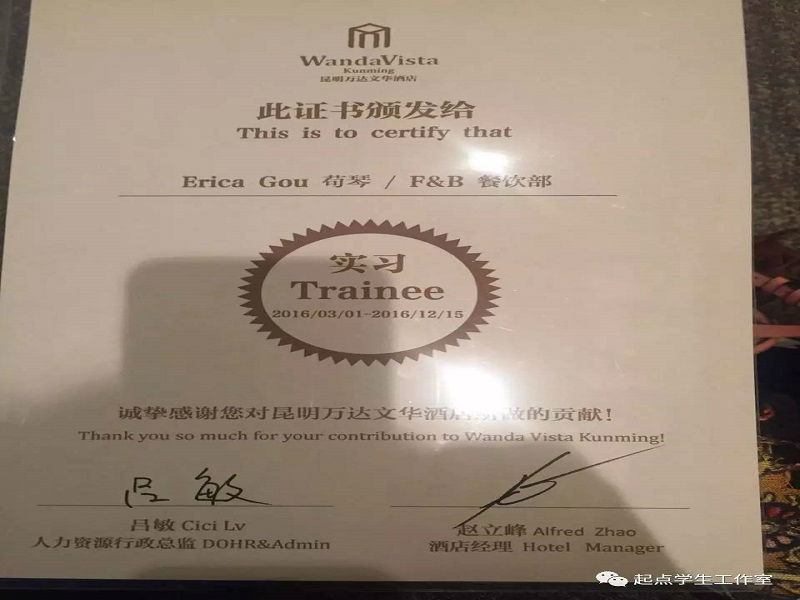 WandaVista
Kunming
昆明万达文华酒店
此证书颁发给
This is to certify that
Erica Gou 苟琴 / F&B 餐饮部
实习
Trainee
2016/03/01-2016/12/15
诚挚感谢您对昆明万达文华酒店所做的贡献!
Thank you so much for your contribution to Wanda Vista Kunming!
吕敏
吕敏 Cici Lv
人力资源行政总监 DOHR&Admin
赵立峰 Alfred Zhao
酒店经理 Hotel Manager
起点学生工作室